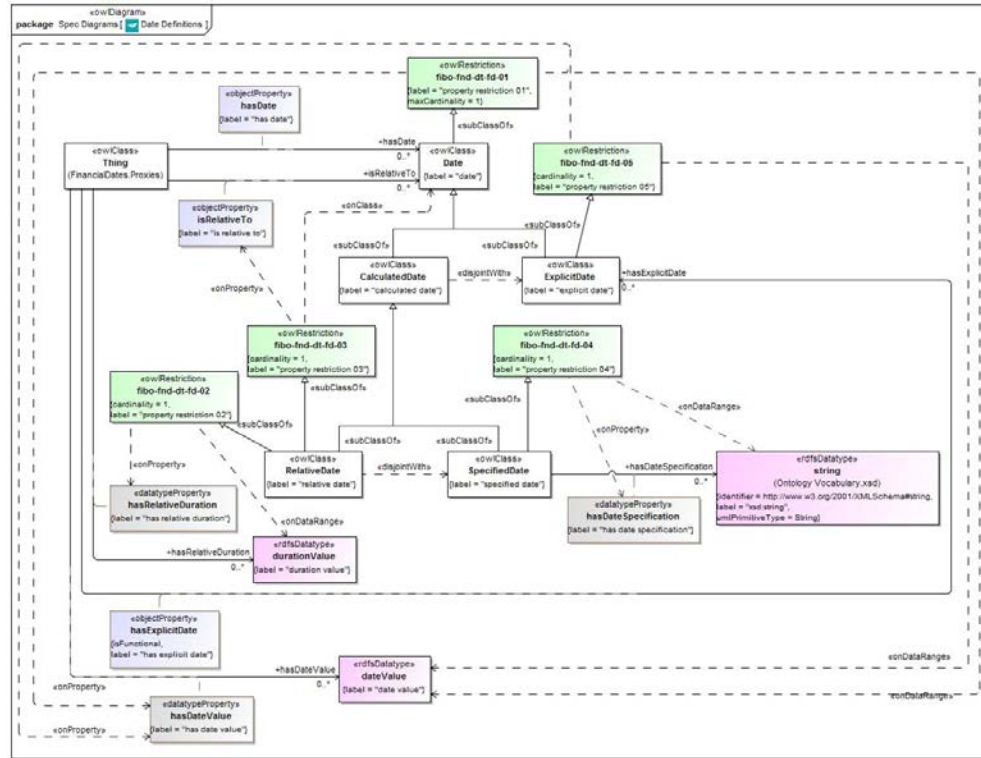 «owlDiagram»
package Spec Diagrams [ Date Definitions ]
«owlRestriction»
fibo-fnd-dt-fd-01
{label = "property restriction 01",
maxCardinality = 1}
«objectProperty»
hasDate
{label = "has date"}
«subClassOf»
«owlClass»
Thing
(FinancialDates.Proxies)
+hasDate
0..*
+isRelativeTo
0..*
«owlClass»
Date
{label = "date"}
«owlRestriction»
fibo-fnd-dt-fd-05
{cardinality = 1,
label = "property restriction 05"}
«objectProperty»
isRelativeTo
{label = "is relative to"}
«onClass»
«subClassOf»
«subClassOf»
«subClassOf»
«owlClass»
CalculatedDate
{label = "calculated date"}
«disjointWith»
«owlClass»
ExplicitDate
{label = "explicit date"}
+hasExplicitDate
0..*
«onProperty»
«owlRestriction»
fibo-fnd-dt-fd-03
{cardinality = 1,
label = "property restriction 03"}
«owlRestriction»
fibo-fnd-dt-fd-04
{cardinality = 1,
label = "property restriction 04"}
«owlRestriction»
fibo-fnd-dt-fd-02
{cardinality = 1,
label = "property restriction 02"}
«subClassOf»
«subClassOf»
«subClassOf»
«onDataRange»
«onProperty»
«subClassOf»
«subClassOf»
«onProperty»
«owlClass»
RelativeDate
{label = "relative date"}
«disjointWith»
«owlClass»
SpecifiedDate
{label = "specified date"}
+hasDateSpecification
0..*
«rdfsDatatype»
string
(Ontology Vocabulary.xsd)
{identifier = http://www.w3.org/2001/XMLSchema#string,
label = "xsd:string",
umlPrimitiveType = String}
«datatypeProperty»
hasRelativeDuration
{label = "has relative duration"}
«datatypeProperty»
hasDateSpecification
{label = "has date specification"}
«onDataRange»
+hasRelativeDuration
0..*
«rdfsDatatype»
durationValue
{label = "duration value"}
«objectProperty»
hasExplicitDate
{isFunctional,
label = "has explicit date"}
+hasDateValue
0..*
«rdfsDatatype»
dateValue
{label = "date value"}
«onDataRange»
«onDataRange»
«onProperty»
«onProperty»
«datatypeProperty»
hasDateValue
{label = "has date value"}